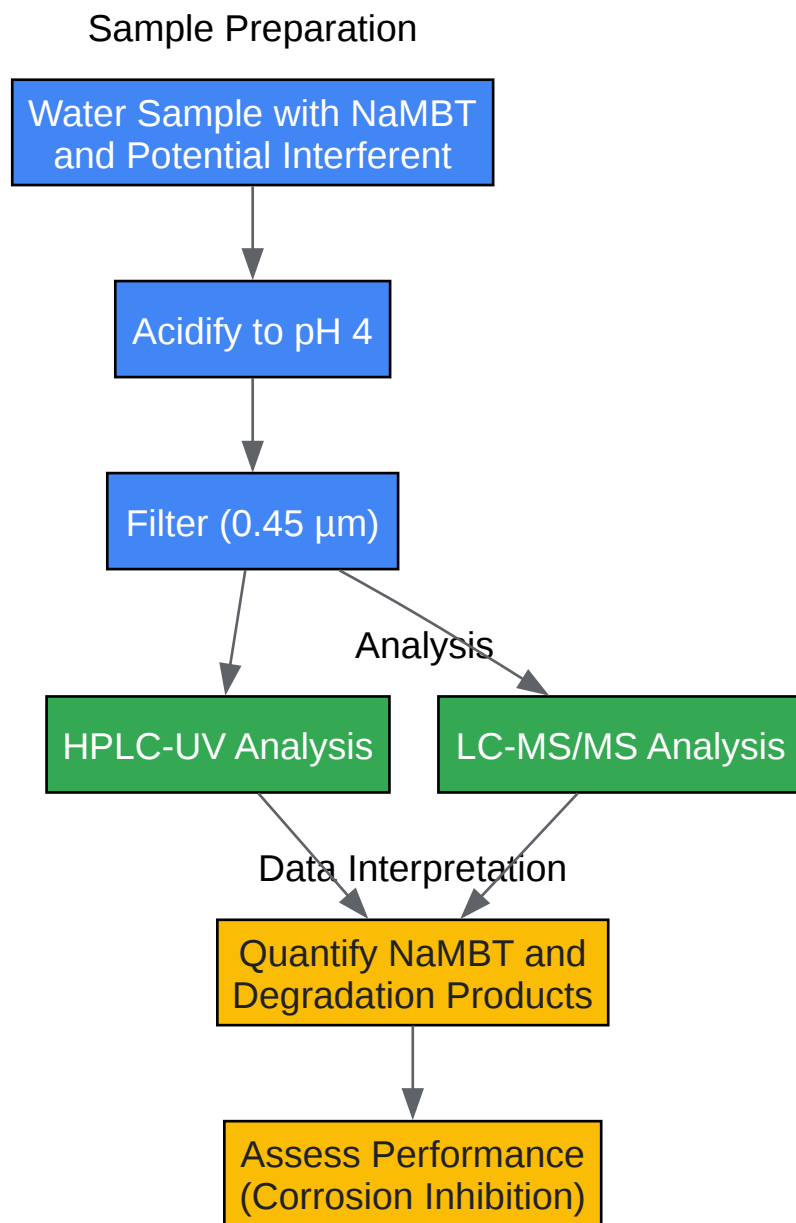 Sample Preparation
Water Sample with NaMBT
and Potential Interferent
Acidify to pH 4
Filter (0.45 µm)
Analysis
HPLC-UV Analysis
LC-MS/MS Analysis
Data Interpretation
Quantify NaMBT and
Degradation Products
Assess Performance
(Corrosion Inhibition)